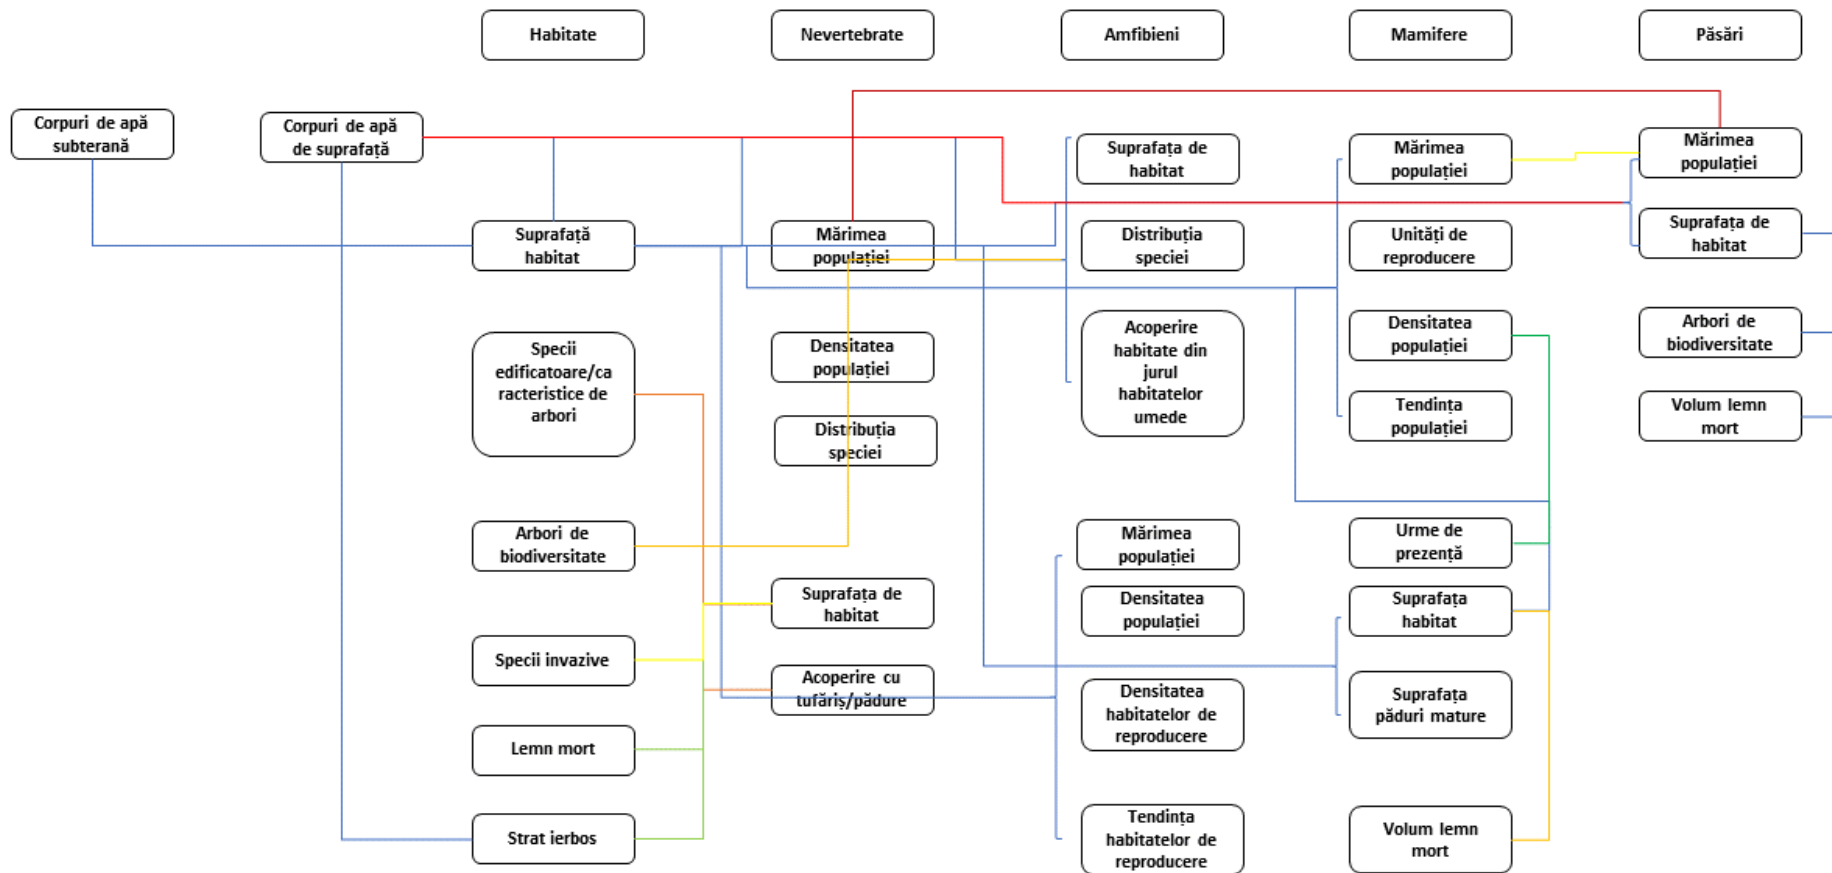 Habitate
Nevertebrate
Amfibieni
Mamifere
Păsări
Corpuri de apă
subterană
Corpuri de apă
de suprafață
Suprafață
habitat
Specii
edificatoare/ca
racteristice de
arbori
Arbori de
biodiversitate
Specii invazive
Lemn mort
Strat ierbos
Mărimea
populației
Densitatea
populației
Distribuția
speciei
Suprafața de
habitat
Acoperire cu
tufăriș/pădure
Suprafața de
habitat
Distribuția
speciei
Acoperire
habitate din
jurul
habitatelor
umede
Mărimea
populației
Densitatea
populației
Densitatea
habitatelor de
reproducere
Tendința
habitatelor de
reproducere
Mărimea
populației
Unități de
reproducere
Densitatea
populației
Tendința
populației
Urme de
prezență
Suprafața
habitat
Suprafața
păduri mature
Volum lemn
mort
Mărimea
populației
Suprafața de
habitat
Arbori de
biodiversitate
Volum lemn
mort